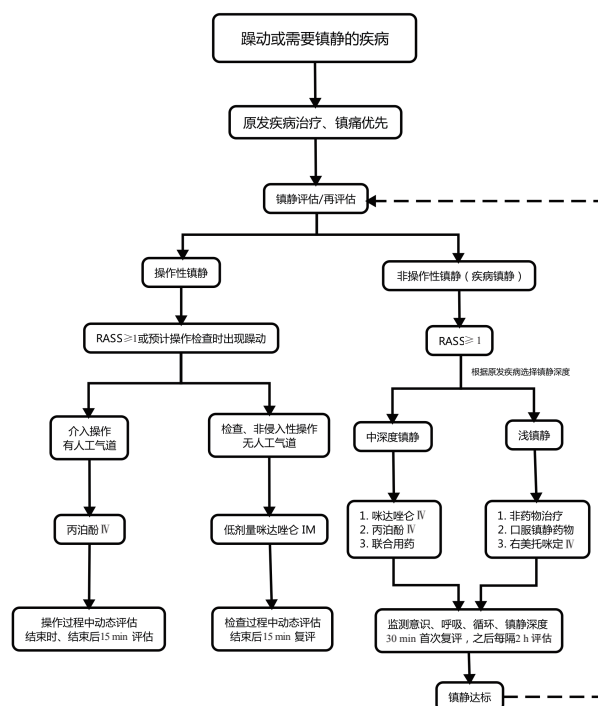 躁动或需要镇静的疾病
原发疾病治疗、镇痛优先
镇静评估/再评估
操作性镇静
非操作性镇静（疾病镇静）
RASS≥1或预计操作检查时出现躁动
RASS≥1
根据原发疾病选择镇静深度
介入操作
有人工气道
检查、非侵入性操作
无人工气道
中深度镇静
浅镇静
丙泊酚 Ⅳ
低剂量咪达唑仑 IM
1. 咪达唑仑 Ⅳ
2. 丙泊酚 Ⅳ
3. 联合用药
1. 非药物治疗
2. 口服镇静药物
3. 右美托咪定 Ⅳ
操作过程中动态评估
结束时、结束后15 min 评估
检查过程中动态评估
结束后15 min 复评
监测意识、呼吸、循环、镇静深度
30 min 首次复评，之后每隔2 h 评估
镇静达标